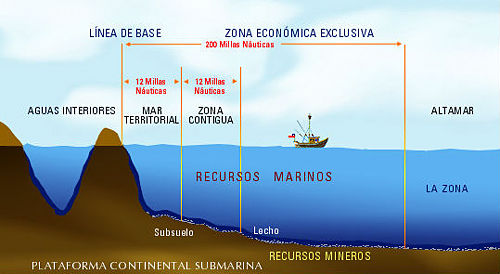 LÍNEA DE BASE
ZONA ECONÓMICA EXCLUSIVA
200 Millas Náuticas
12 Millas
Náuticas
12 Millas
Náuticas
AGUAS INTERIORES
MAR
TERRITORIAL
ZONA
CONTIGUA
ALTAMAR
RECURSOS MARINOS
LA ZONA
Subsuelo
Lecho
RECURSOS MINEROS
PLATAFORMA CONTINENTAL SUBMARINA